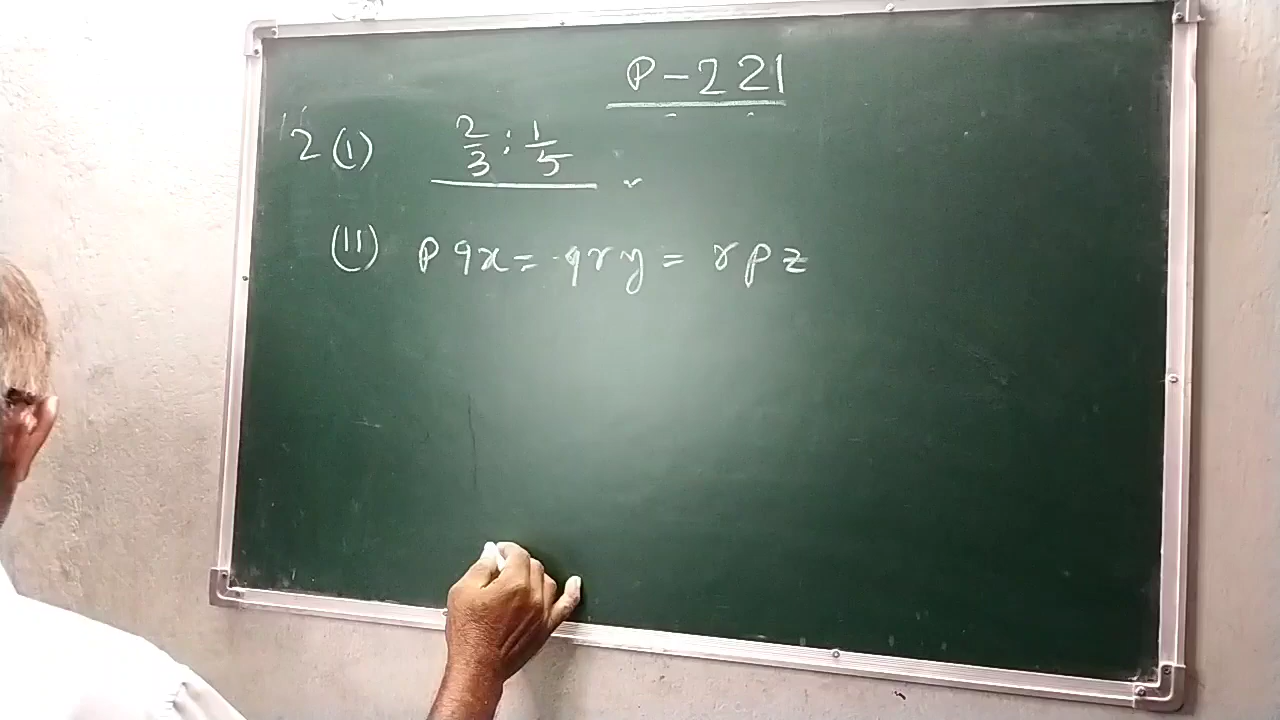 P-221
2 (I) 2/3 : 1/5
(II) pqx = qry = rpz